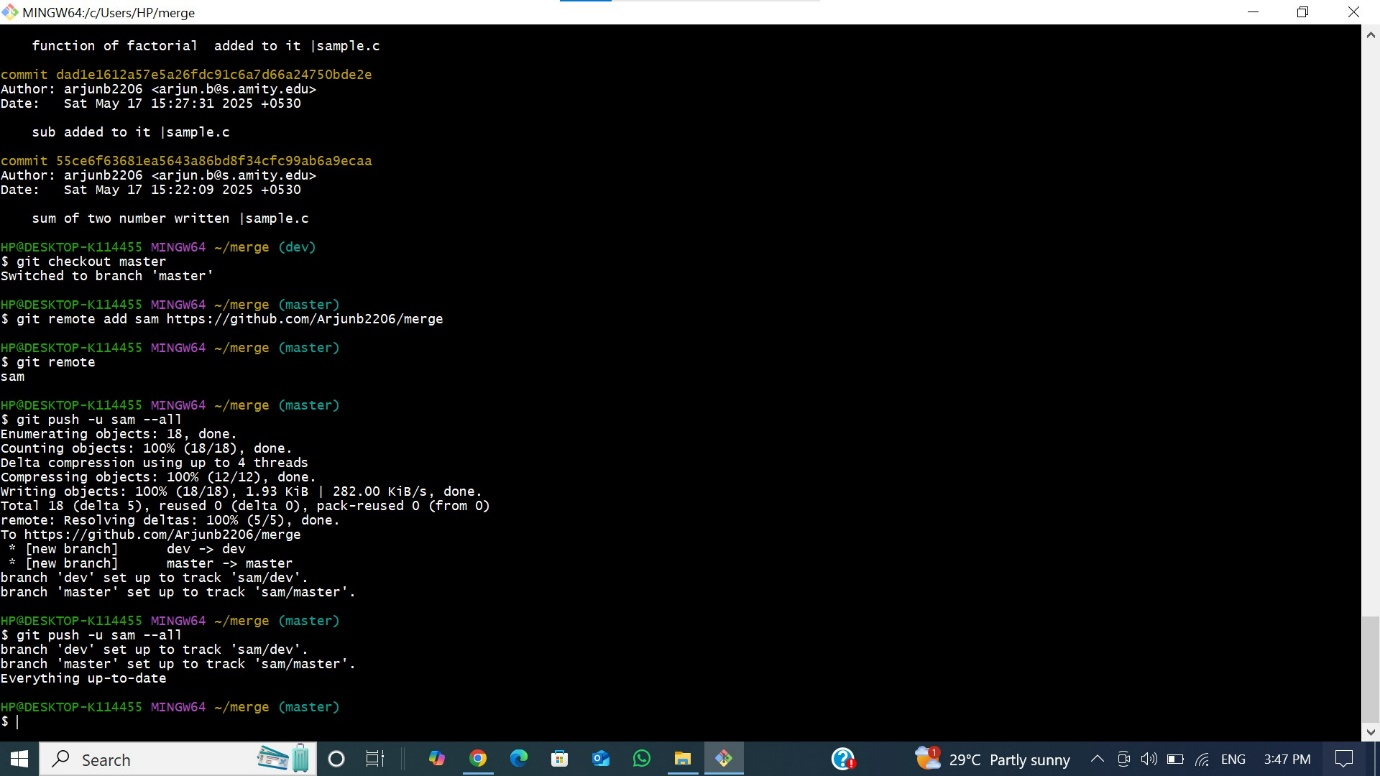 MINGW64:/c/Users/HP/merge
function of factorial  added to it |sample.c
commit dad1e1612a57e5a26fdc91c6a7d66a24750bde2e
Author: arjunb2206 <arjun.b@s.amity.edu>
Date:   Sat May 17 15:27:31 2025 +0530
sub added to it |sample.c
commit 55ce6f63681ea5643a86bd8f34cfc99ab6a9ecaa
Author: arjunb2206 <arjun.b@s.amity.edu>
Date:   Sat May 17 15:22:09 2025 +0530
sum of two number written |sample.c
HP@DESKTOP-K114455 MINGW64 ~/merge (dev)
$ git checkout master
Switched to branch 'master'
HP@DESKTOP-K114455 MINGW64 ~/merge (master)
$ git remote add sam https://github.com/Arjunb2206/merge
HP@DESKTOP-K114455 MINGW64 ~/merge (master)
$ git remote
sam
HP@DESKTOP-K114455 MINGW64 ~/merge (master)
$ git push -u sam --all
Enumerating objects: 18, done.
Counting objects: 100% (18/18), done.
Delta compression using up to 4 threads
Compressing objects: 100% (12/12), done.
Writing objects: 100% (18/18), 1.93 KiB | 282.00 KiB/s, done.
Total 18 (delta 5), reused 0 (delta 0), pack-reused 0 (from 0)
remote: Resolving deltas: 100% (5/5), done.
To https://github.com/Arjunb2206/merge
 * [new branch]      dev -> dev
 * [new branch]      master -> master
branch 'dev' set up to track 'sam/dev'.
branch 'master' set up to track 'sam/master'.
HP@DESKTOP-K114455 MINGW64 ~/merge (master)
$ git push -u sam --all
branch 'dev' set up to track 'sam/dev'.
branch 'master' set up to track 'sam/master'.
Everything up-to-date
HP@DESKTOP-K114455 MINGW64 ~/merge (master)
$
Search
1
29°C Partly sunny
ENG
3:47 PM